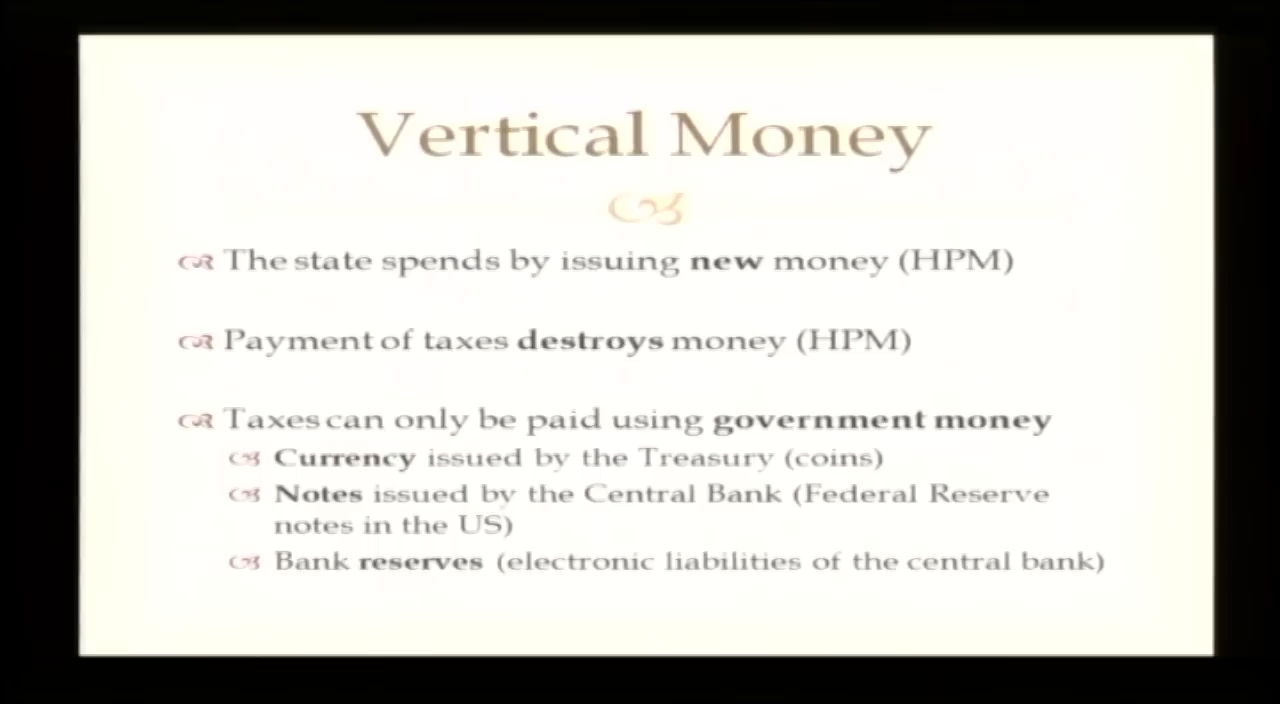 Vertical Money
The state spends by issuing new money (HPM)
Payment of taxes destroys money (HPM)
Taxes can only be paid using government money
Currency issued by the Treasury (coins)
Notes issued by the Central Bank (Federal Reserve
notes in the US)
Bank reserves (electronic liabilities of the central bank)